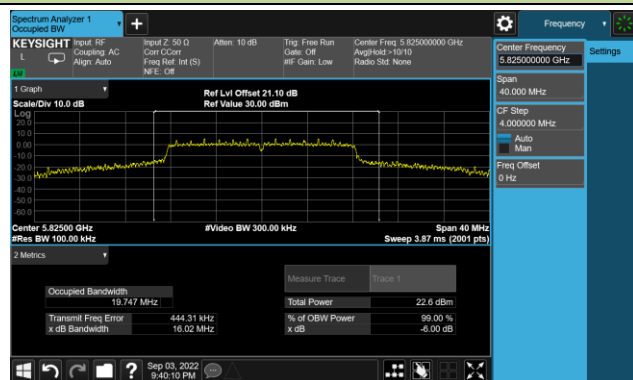 Spectrum Analyzer 1
Occupied BW
Frequency
KEYSIGHT
L
Input: RF
Coupling: AC
Align: Auto
Input Z: 50 Ω
Corr CCorr
Freq Ref: Int (S)
NFE: Off
Atten: 10 dB
Trig: Free Run
Gate: Off
#IF Gain: Low
Center Freq: 5.825000000 GHz
Avg|Hold:>10/10
Radio Std: None
Center Frequency
5.825000000 GHz
Settings
Span
40.000 MHz
CF Step
4.000000 MHz
Auto
Man
Freq Offset
0 Hz
1 Graph
Scale/Div 10.0 dB
Ref Lvl Offset 21.10 dB
Ref Value 30.00 dBm
Log
20.0
10.0
0.00
-10.0
-20.0
-30.0
-40.0
-50.0
-60.0
Center 5.82500 GHz
#Res BW 100.00 kHz
#Video BW 300.00 kHz
Span 40 MHz
Sweep 3.87 ms (2001 pts)
2 Metrics
Measure Trace
Trace 1
Occupied Bandwidth
19.747 MHz
Total Power 22.6 dBm
Transmit Freq Error 444.31 kHz
% of OBW Power 99.00 %
x dB Bandwidth 16.02 MHz
x dB -6.00 dB
?
Sep 03, 2022
9:40:10 PM